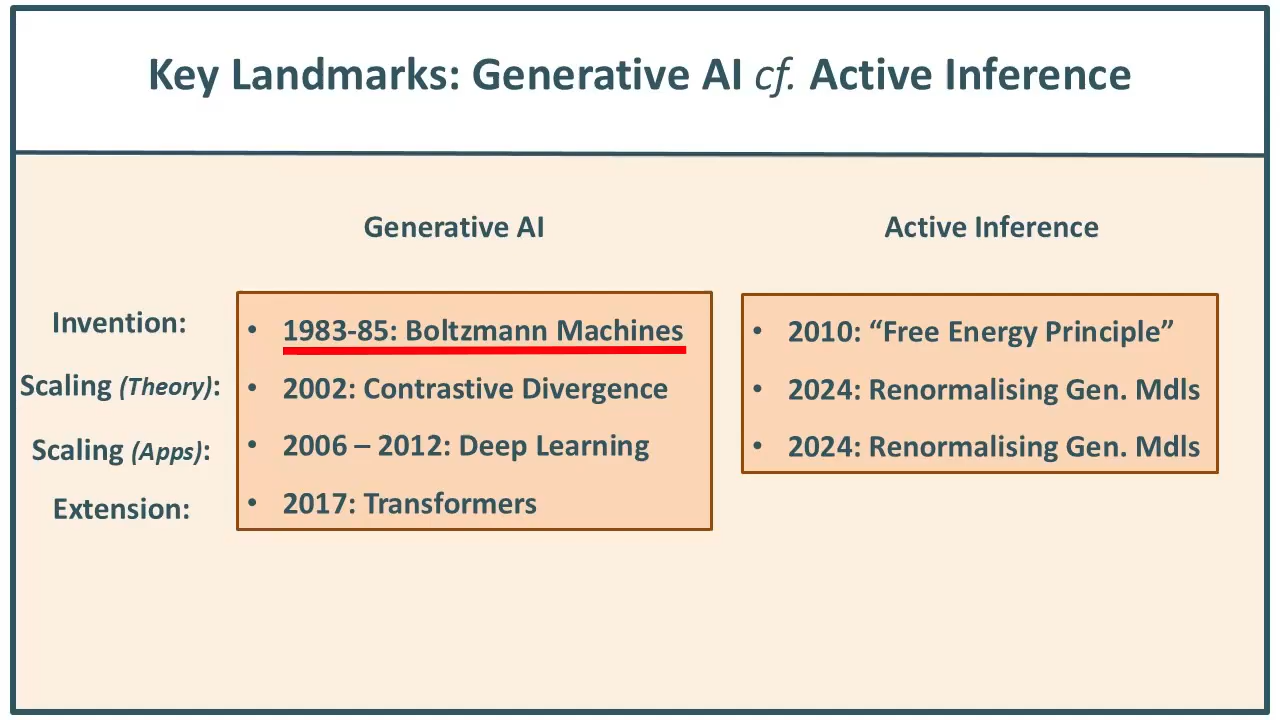 Key Landmarks: Generative AI cf. Active Inference
Generative AI
Active Inference
Invention:
• 1983-85: Boltzmann Machines
• 2010: “Free Energy Principle”
Scaling (Theory):
• 2002: Contrastive Divergence
• 2024: Renormalising Gen. Mdls
Scaling (Apps):
• 2006 – 2012: Deep Learning
• 2024: Renormalising Gen. Mdls
Extension:
• 2017: Transformers